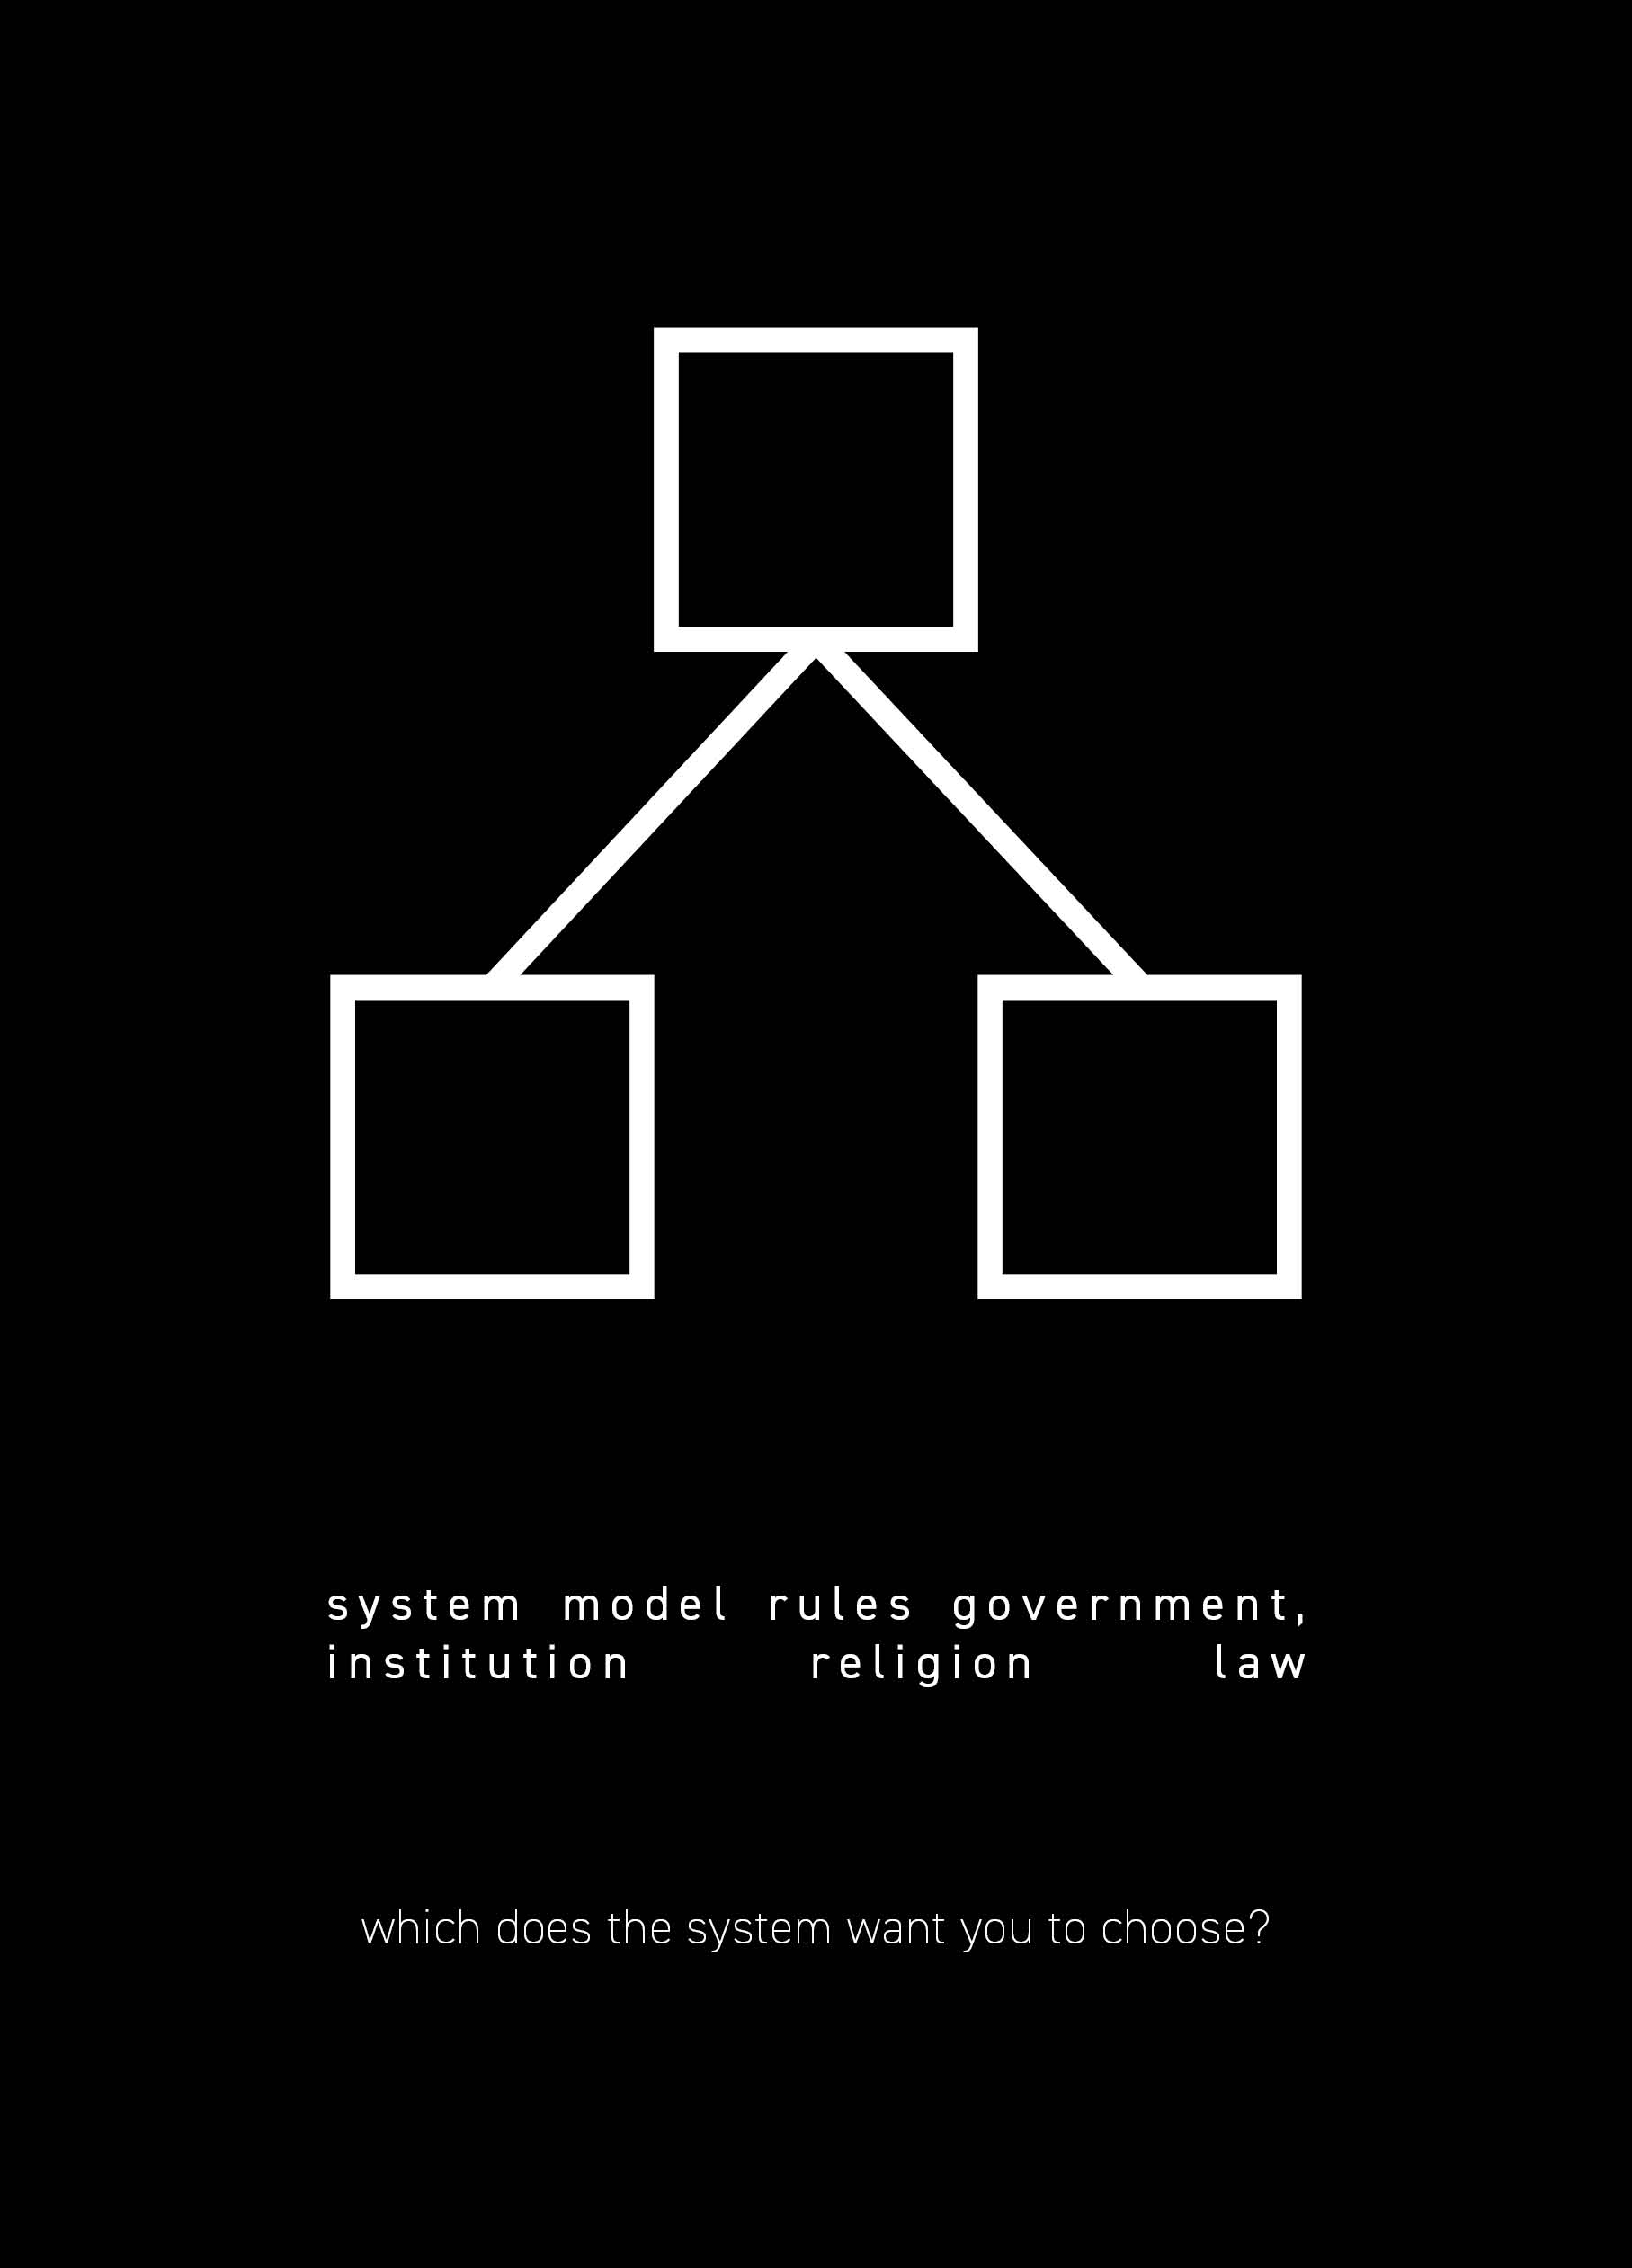 system model rules government,
institution religion law
which does the system want you to choose?